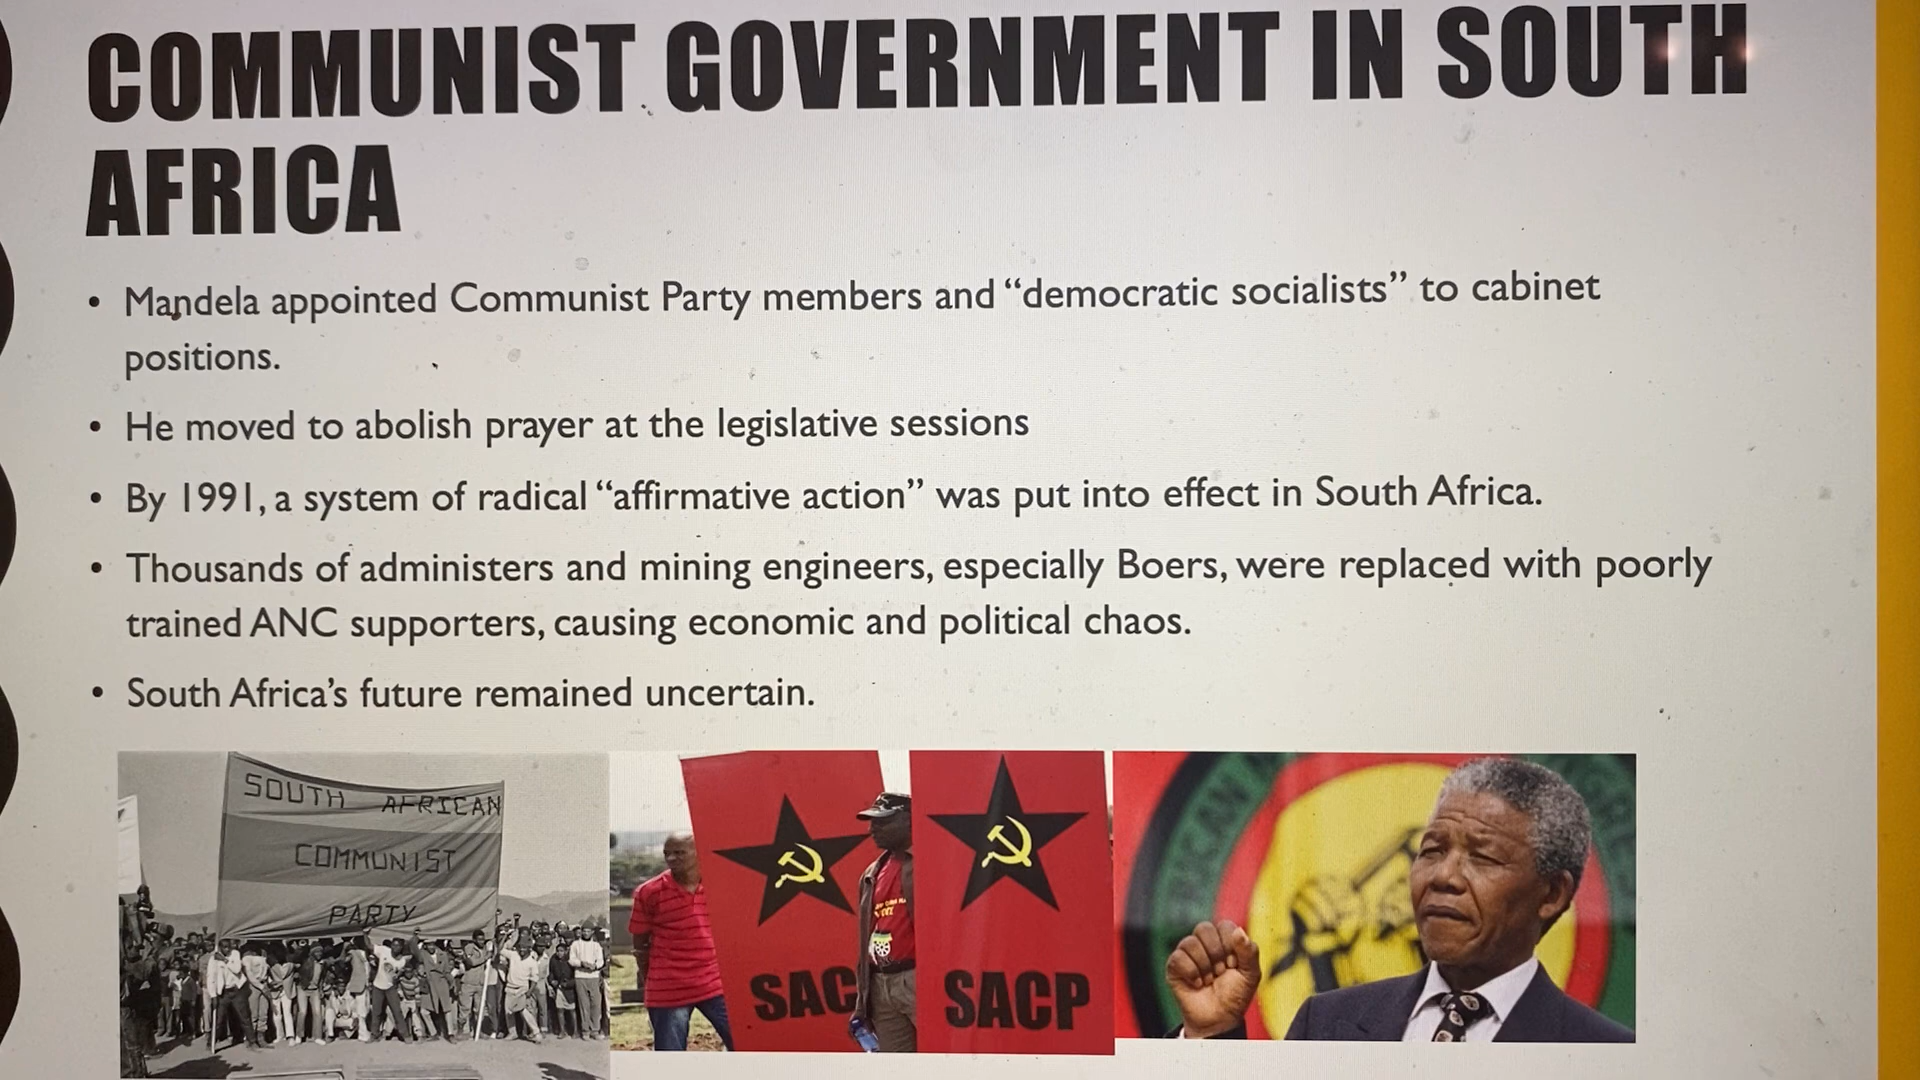 COMMUNIST GOVERNMENT IN SOUTH
AFRICA
• Mandela appointed Communist Party members and “democratic socialists” to cabinet
positions.
• He moved to abolish prayer at the legislative sessions
• By 1991, a system of radical “affirmative action” was put into effect in South Africa.
• Thousands of administers and mining engineers, especially Boers, were replaced with poorly
trained ANC supporters, causing economic and political chaos.
• South Africa’s future remained uncertain.
SOUTH AFRICAN
COMMUNIST
PARTY
SAC
SACP